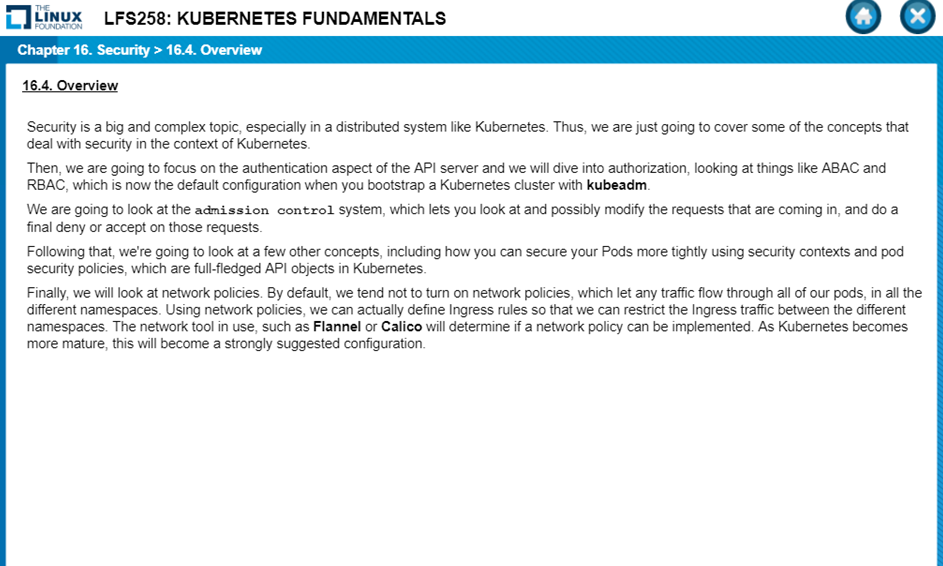 THE
LINUX
FOUNDATION
LFS258: KUBERNETES FUNDAMENTALS
Chapter 16. Security > 16.4. Overview
16.4. Overview
Security is a big and complex topic, especially in a distributed system like Kubernetes. Thus, we are just going to cover some of the concepts that
deal with security in the context of Kubernetes.
Then, we are going to focus on the authentication aspect of the API server and we will dive into authorization, looking at things like ABAC and
RBAC, which is now the default configuration when you bootstrap a Kubernetes cluster with kubeadm.
We are going to look at the admission control system, which lets you look at and possibly modify the requests that are coming in, and do a
final deny or accept on those requests.
Following that, we're going to look at a few other concepts, including how you can secure your Pods more tightly using security contexts and pod
security policies, which are full-fledged API objects in Kubernetes.
Finally, we will look at network policies. By default, we tend not to turn on network policies, which let any traffic flow through all of our pods, in all the
different namespaces. Using network policies, we can actually define Ingress rules so that we can restrict the Ingress traffic between the different
namespaces. The network tool in use, such as Flannel or Calico will determine if a network policy can be implemented. As Kubernetes becomes
more mature, this will become a strongly suggested configuration.